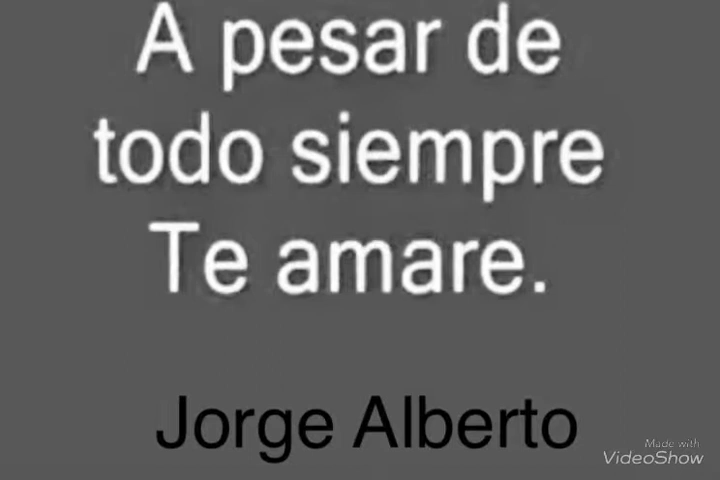 A pesar de
todo siempre
Te amare.
Jorge Alberto
Made with
VideoShow